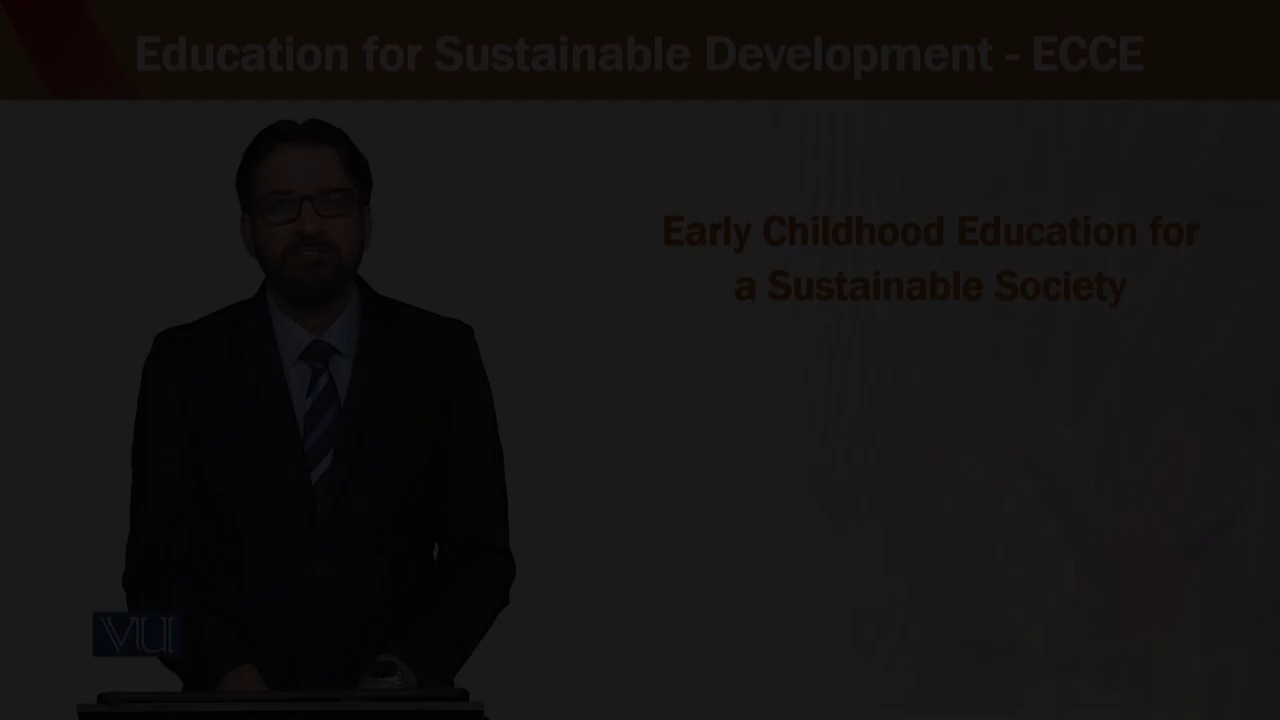 Education for Sustainable Development - ECCE
Early Childhood Education for
a Sustainable Society
VU